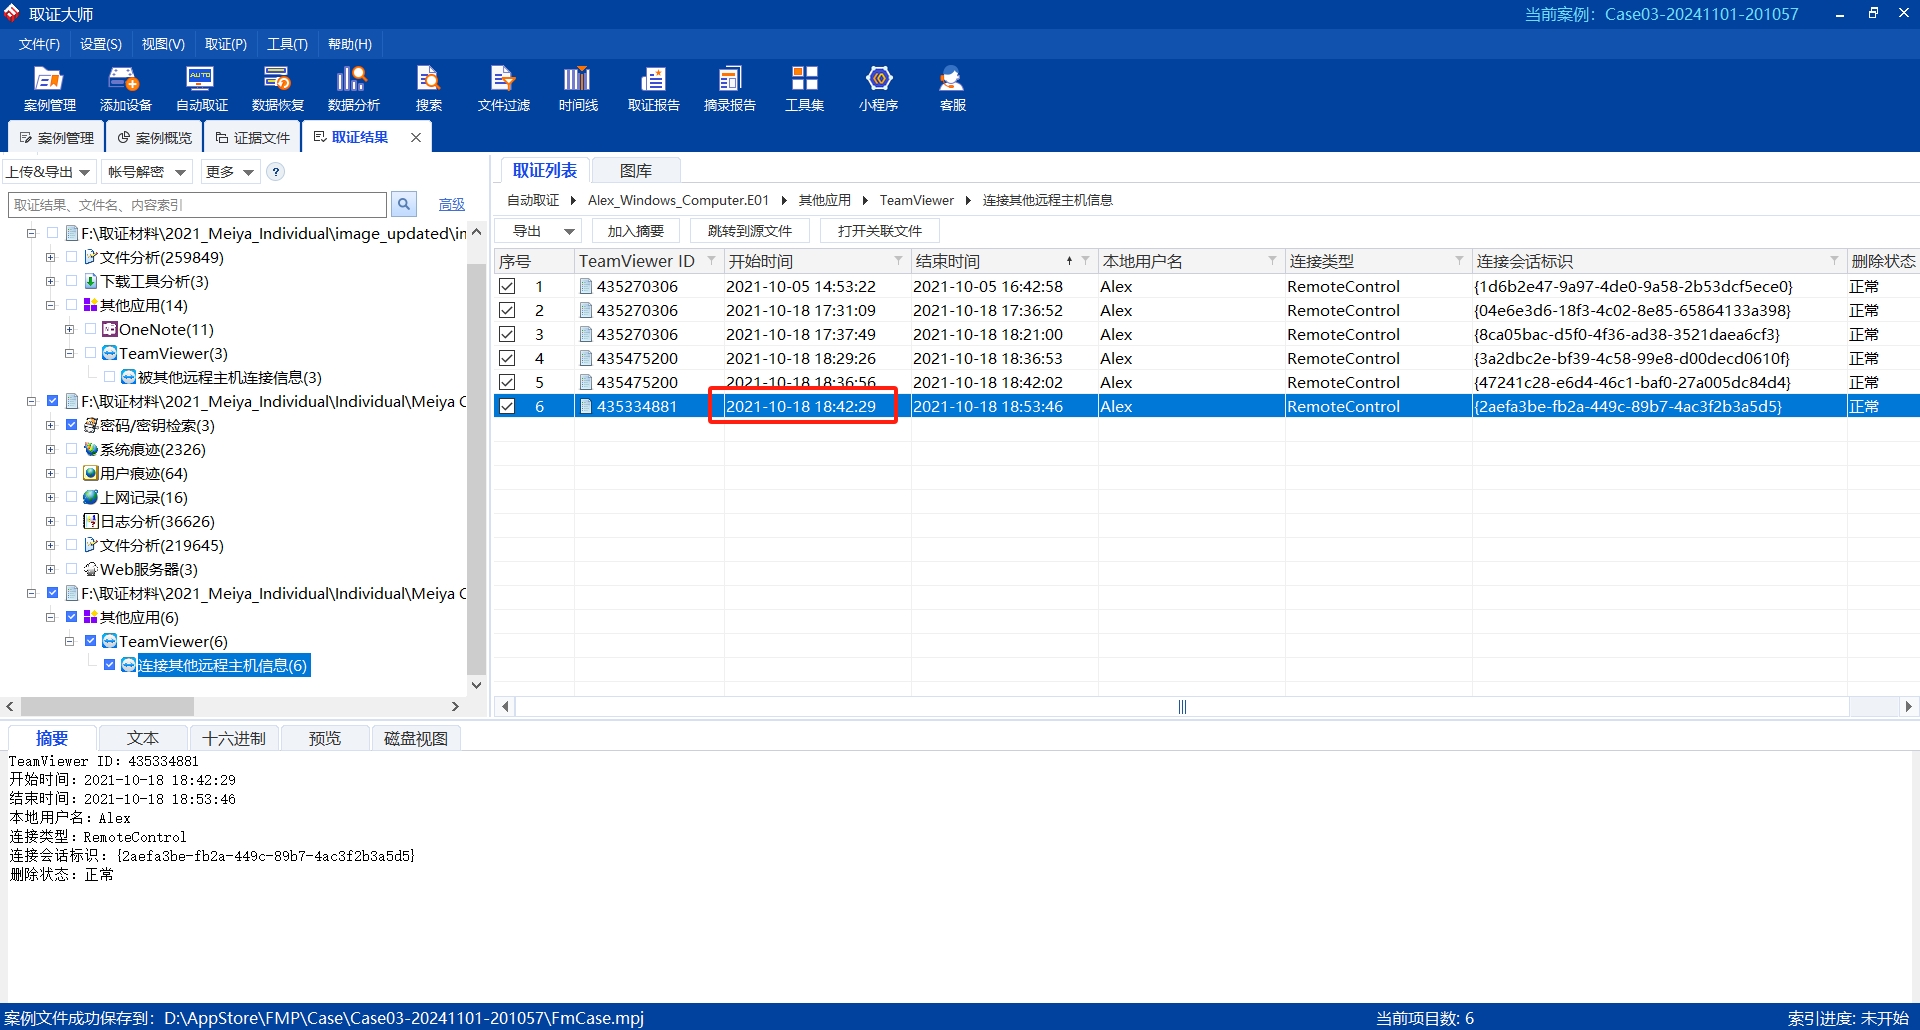 取证大师
当前案例：Case03-20241101-201057
文件(F) 设置(S) 视图(V) 取证(P) 工具(T) 帮助(H)
案例管理 添加设备 自动取证 数据恢复 数据分析 搜索 文件过滤 时间线 取证报告 摘录报告 工具集 小程序 客服
案例管理 案例概览 证据文件 取证结果
上传&导出 帐号解密 更多 ?
取证结果、文件名、内容索引 高级
F:\取证材料\2021_Meiya_Individual\image_updated\in
文件分析(259849)
下载工具分析(3)
其他应用(14)
OneNote(11)
TeamViewer(3)
被其他远程主机连接信息(3)
F:\取证材料\2021_Meiya_Individual\Individual\Meiya C
密码/密钥检索(3)
系统痕迹(2326)
用户痕迹(64)
上网记录(16)
日志分析(36626)
文件分析(219645)
Web服务器(3)
F:\取证材料\2021_Meiya_Individual\Individual\Meiya C
其他应用(6)
TeamViewer(6)
连接其他远程主机信息(6)
取证列表 图库
自动取证 Alex_Windows_Computer.E01 其他应用 TeamViewer 连接其他远程主机信息
导出 加入摘要 跳转到源文件 打开关联文件
序号 TeamViewer ID 开始时间 结束时间 本地用户名 连接类型 连接会话标识 删除状态
1 435270306 2021-10-05 14:53:22 2021-10-05 16:42:58 Alex RemoteControl {1d6b2e47-9a97-4de0-9a58-2b53dcf5ece0} 正常
2 435270306 2021-10-18 17:31:09 2021-10-18 17:36:52 Alex RemoteControl {04e6e3d6-18f3-4c02-8e85-65864133a398} 正常
3 435270306 2021-10-18 17:37:49 2021-10-18 18:21:00 Alex RemoteControl {8ca05bac-d5f0-4f36-ad38-3521daea6cf3} 正常
4 435475200 2021-10-18 18:29:26 2021-10-18 18:36:53 Alex RemoteControl {3a2dbc2e-bf39-4c58-99e8-d00decd0610f} 正常
5 435475200 2021-10-18 18:36:56 2021-10-18 18:42:02 Alex RemoteControl {47241c28-e6d4-46c1-baf0-27a005dc84d4} 正常
6 435334881 2021-10-18 18:42:29 2021-10-18 18:53:46 Alex RemoteControl {2aefa3be-fb2a-449c-89b7-4ac3f2b3a5d5} 正常
摘要 文本 十六进制 预览 磁盘视图
TeamViewer ID: 435334881
开始时间: 2021-10-18 18:42:29
结束时间: 2021-10-18 18:53:46
本地用户名: Alex
连接类型: RemoteControl
连接会话标识: {2aefa3be-fb2a-449c-89b7-4ac3f2b3a5d5}
删除状态: 正常
案例文件成功保存到：D:\AppStore\FMP\Case\Case03-20241101-201057\FmCase.mpj
当前项目数: 6
索引进度: 未开始